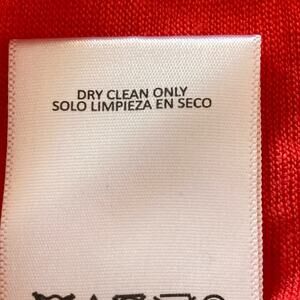 DRY CLEAN ONLY
SOLO LIMPIEZA EN SECO